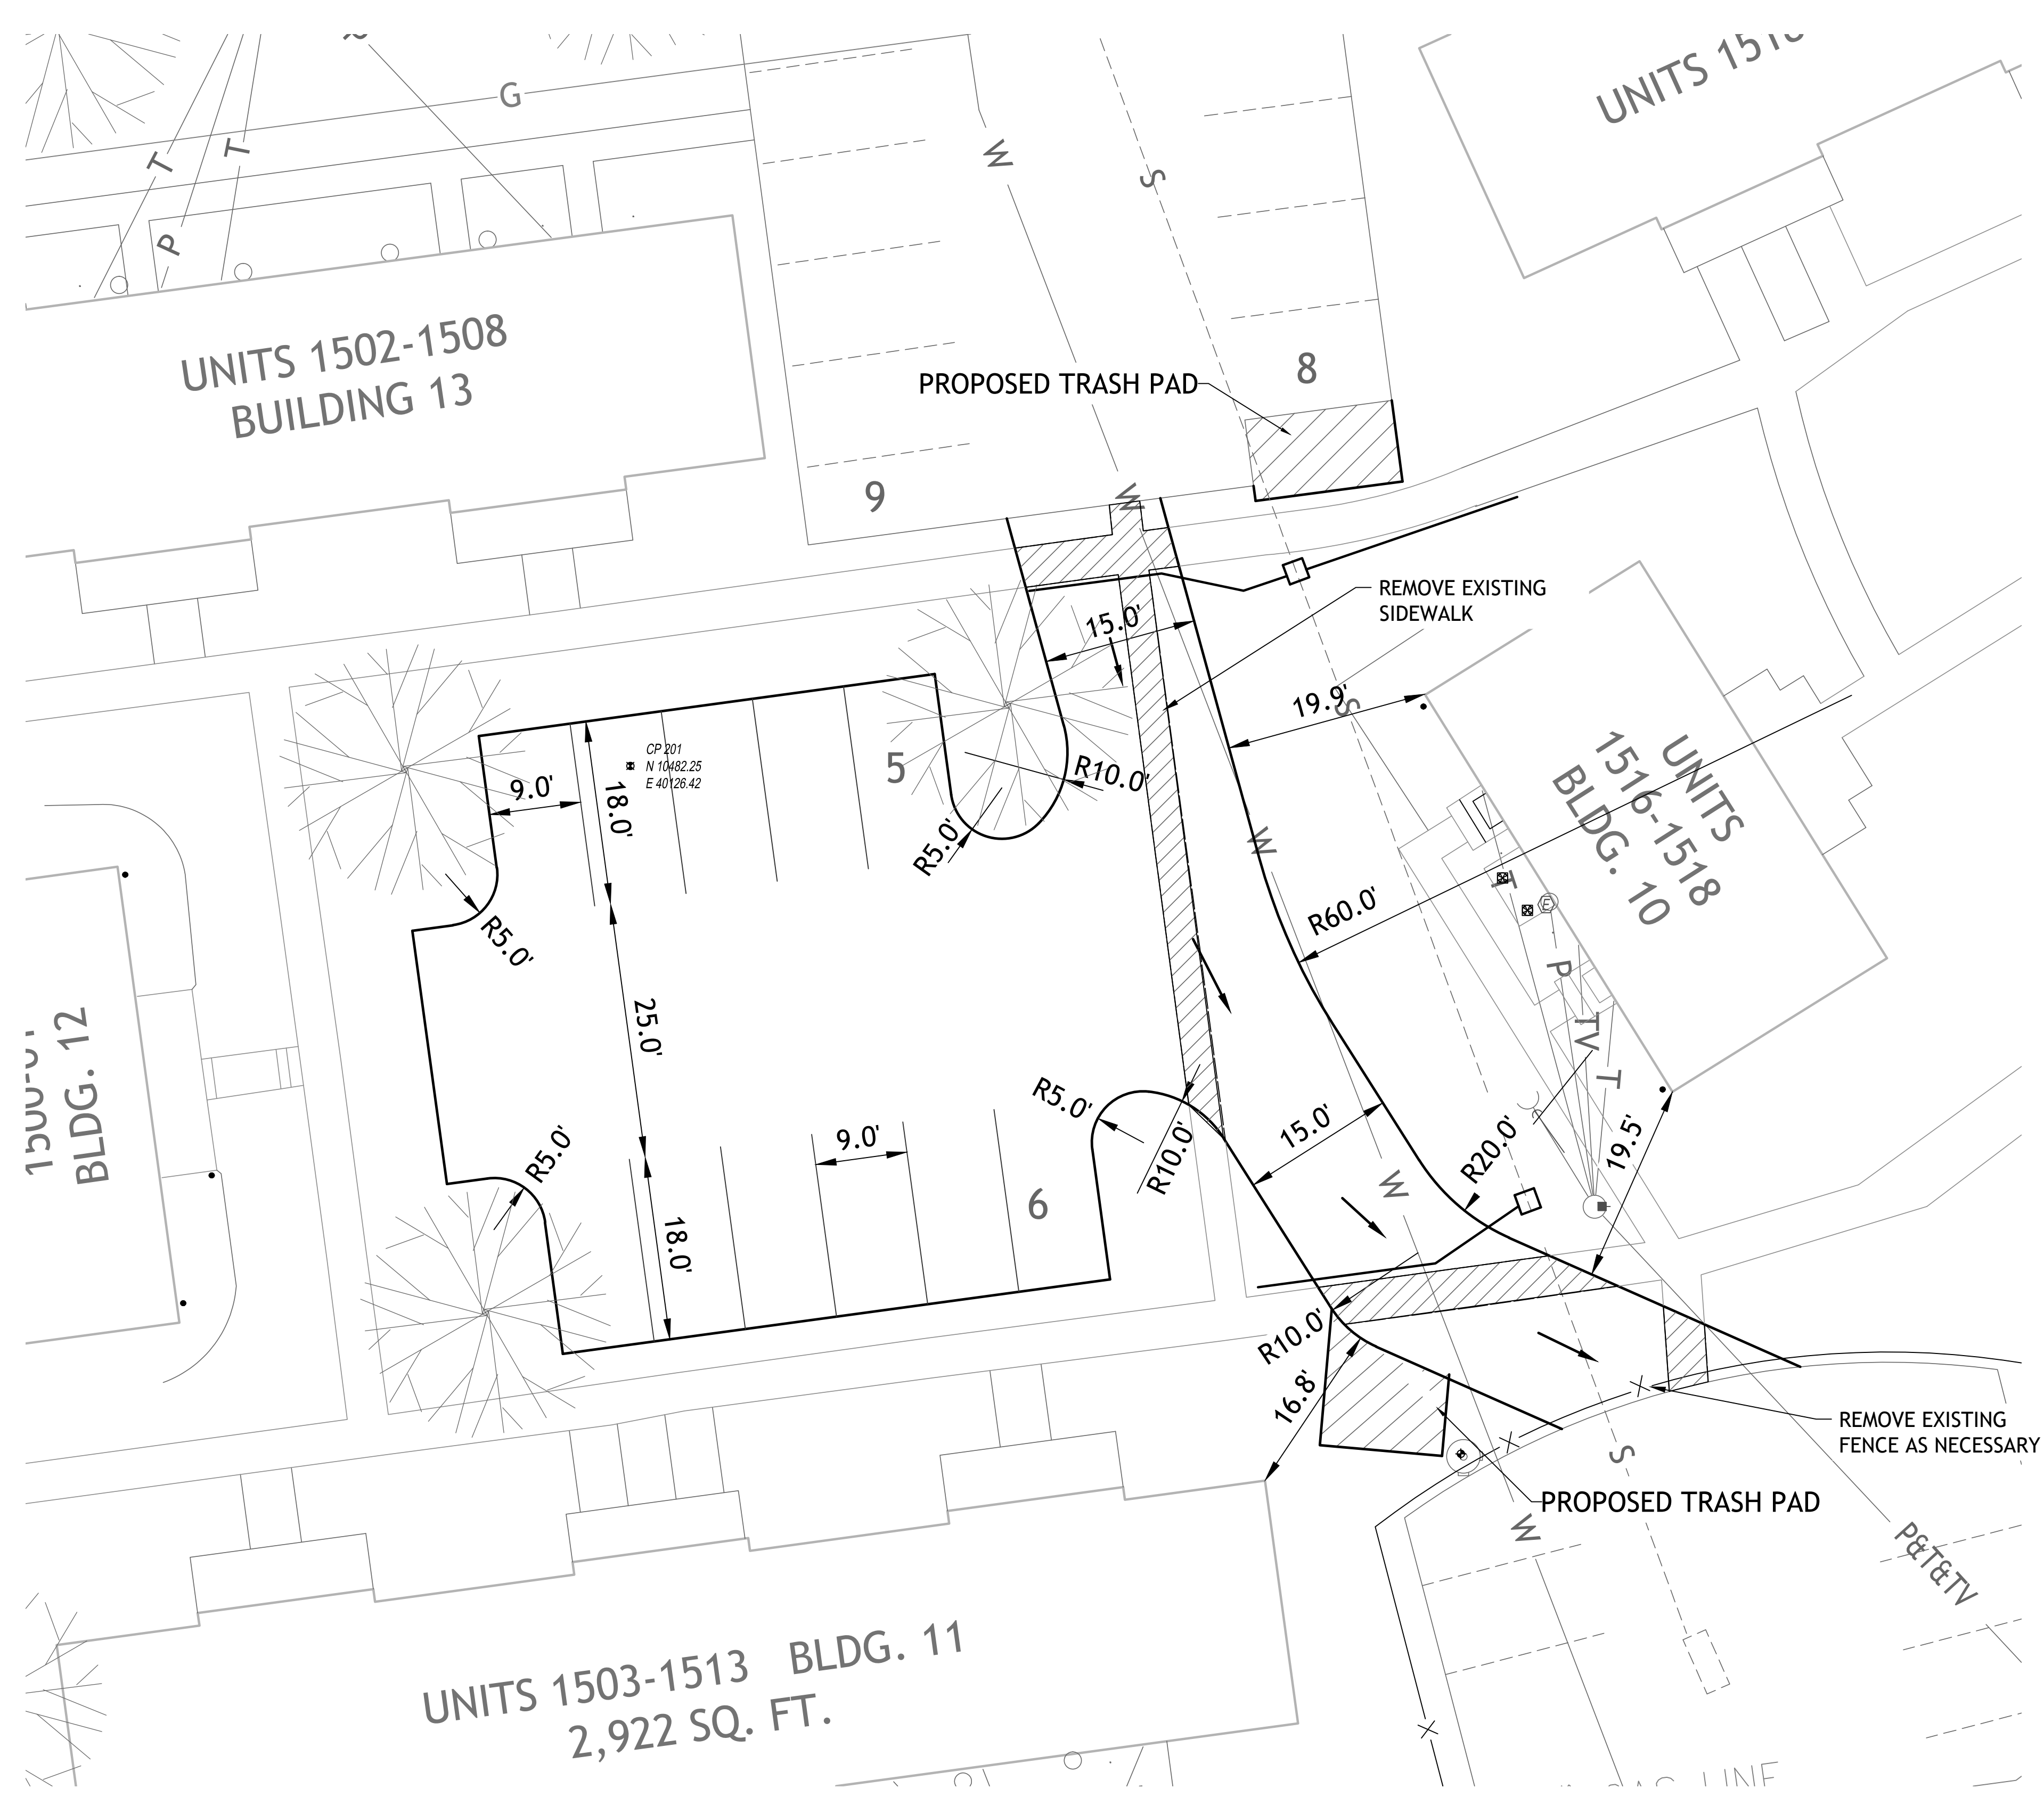 UNITS 151
G
T
T
P
W
S
UNITS 1502-1508
BUILDING 13
8
PROPOSED TRASH PAD
9
W
REMOVE EXISTING
SIDEWALK
15.0'
19.9'
S
5
CP 201
N 10482.25
E 40126.42
9.0'
18.0'
R10.0'
R5.0'
UNITS
1516-1518
BLDG. 10
W
R60.0'
T
E
R5.0'
P
25.0'
TV
T
BLDG. 12
R5.0'
R5.0'
9.0'
R10.0'
15.0'
R20.0'
19.5'
6
W
18.0'
R10.0'
16.8'
REMOVE EXISTING
FENCE AS NECESSARY
S
PROPOSED TRASH PAD
W
P&T&TV
UNITS 1503-1513 BLDG. 11
2,922 SQ. FT.
LINE